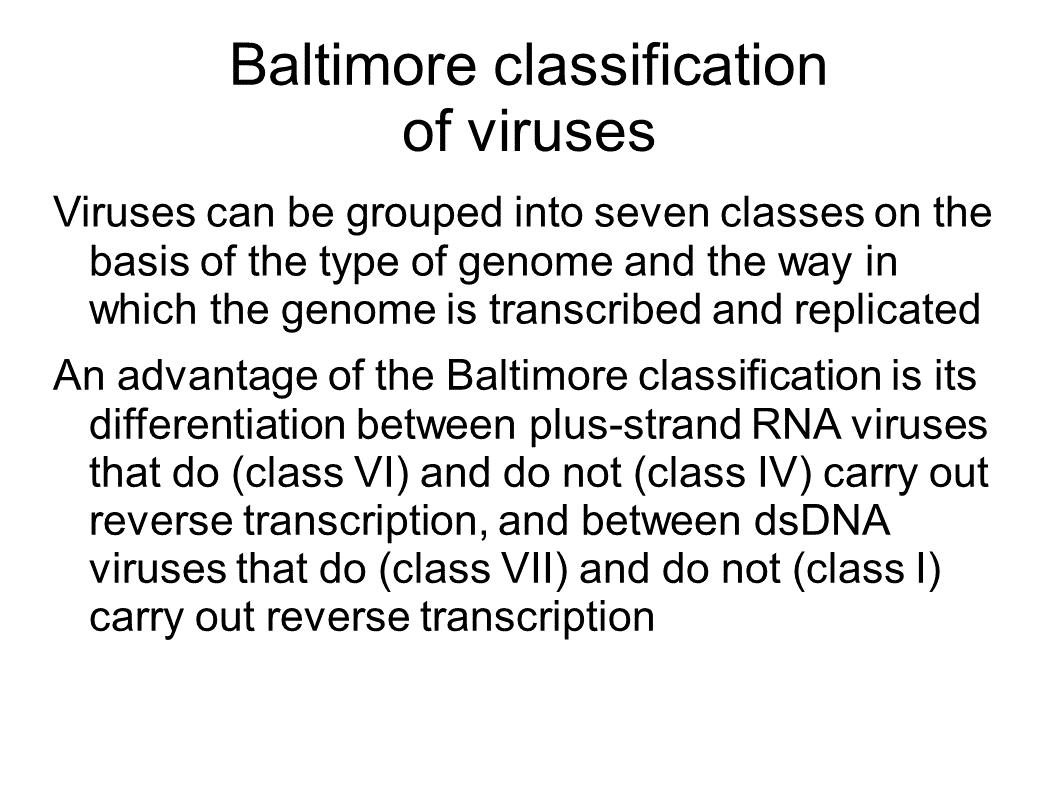 Baltimore classification
of viruses
Viruses can be grouped into seven classes on the
basis of the type of genome and the way in
which the genome is transcribed and replicated
An advantage of the Baltimore classification is its
differentiation between plus-strand RNA viruses
that do (class VI) and do not (class IV) carry out
reverse transcription, and between dsDNA
viruses that do (class VII) and do not (class I)
carry out reverse transcription